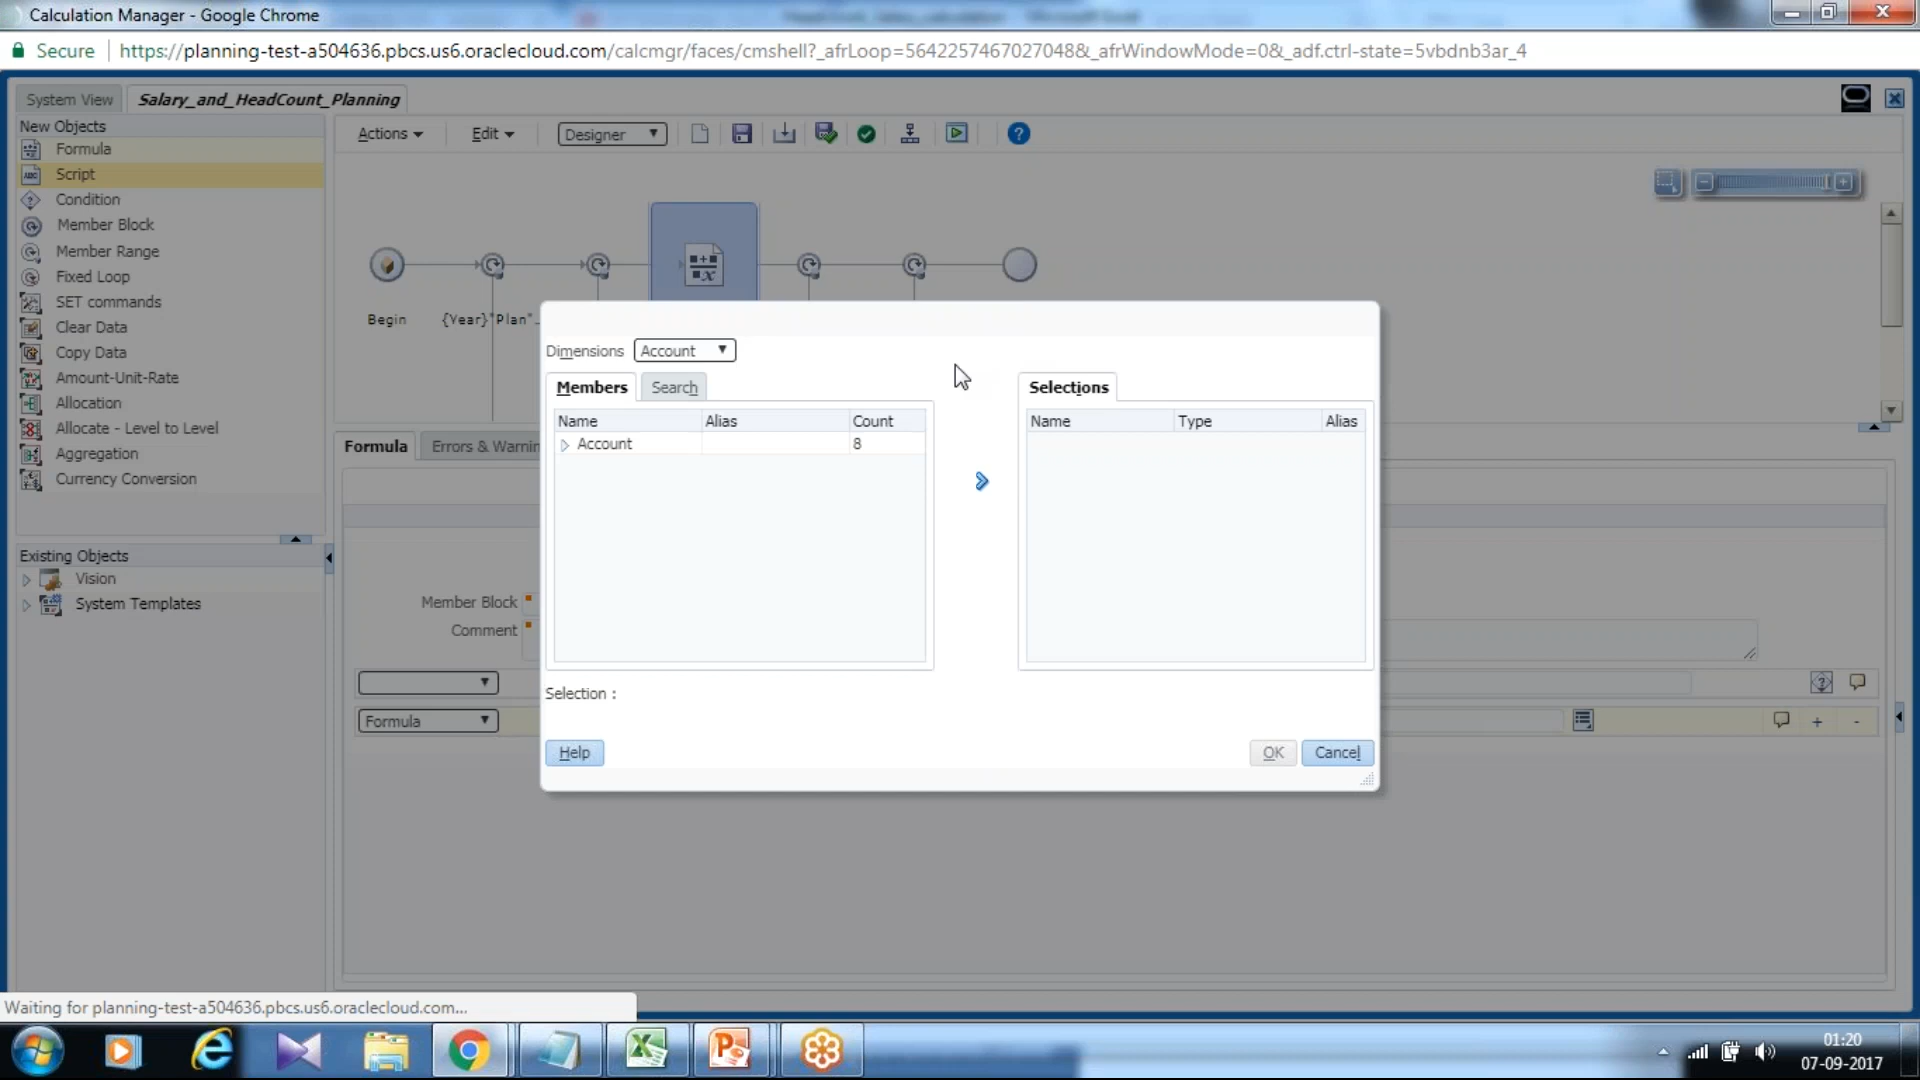 Calculation Manager - Google Chrome
Secure https://planning-test-a504636.pbcs.us6.oraclecloud.com/calcmgr/faces/cmshell?_afrLoop=564225746702704​8&_afrWindowMode=0&_adf.ctrl-state=5vbdnb3ar_4
System View Salary_and_HeadCount_Planning
New Objects
Actions Edit Designer
Formula
Script
Condition
Member Block
Member Range
Fixed Loop
SET commands
Clear Data
Copy Data
Amount-Unit-Rate
Allocation
Allocate - Level to Level
Aggregation
Currency Conversion
Existing Objects
Vision
System Templates
Begin {Year}"Plan"_
Formula Errors & Warnin
Member Block
Comment
Formula
Dimensions Account
Members Search
Name Alias Count
Account 8
Selections
Name Type Alias
Selection :
Help OK Cancel
Waiting for planning-test-a504636.pbcs.us6.oraclecloud.com...
01:20
07-09-2017